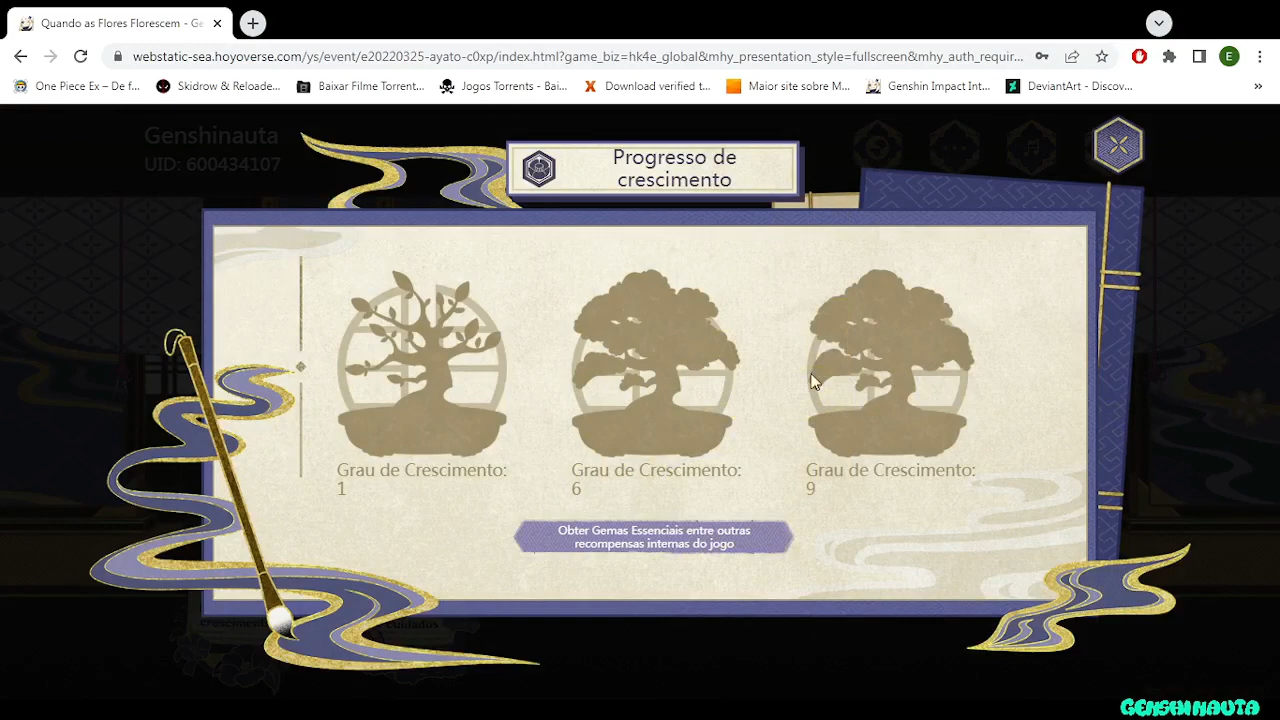 Quando as Flores Florescem - Ge
webstatic-sea.hoyoverse.com/ys/event/e20220325-ayato-c0xp/index.html?game_biz=hk4e_global&mhy_presentation_style=fullscreen&mhy_auth_requir...
E
One Piece Ex – De f...
Skidrow & Reloade...
Baixar Filme Torrent...
Jogos Torrents - Bai...
·Download verified t...
Maior site sobre M...
Genshin Impact Int...
DeviantArt - Discov...
»
Genshinauta
UID: 600434107
Progresso de
crescimento
Grau de Crescimento:
1
Grau de Crescimento:
6
Grau de Crescimento:
9
Obter Gemas Essenciais entre outras
recompensas internas do jogo
Cuidados
GENSHINAUTA